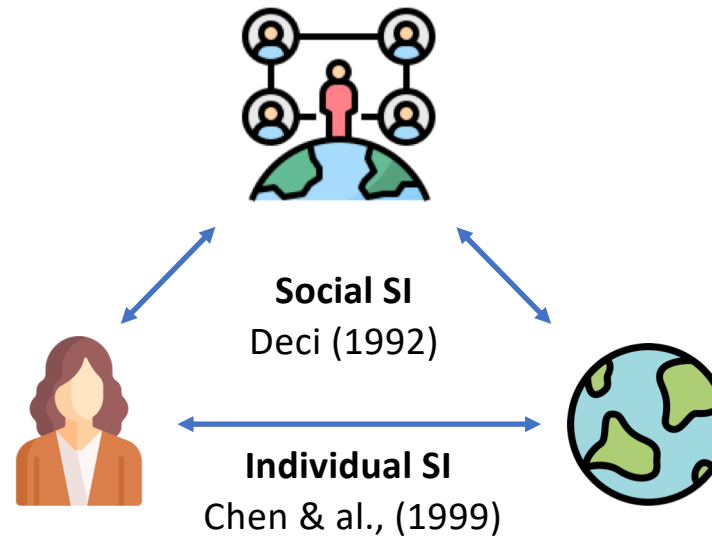 Social SI
Deci (1992)
Individual SI
Chen & al., (1999)